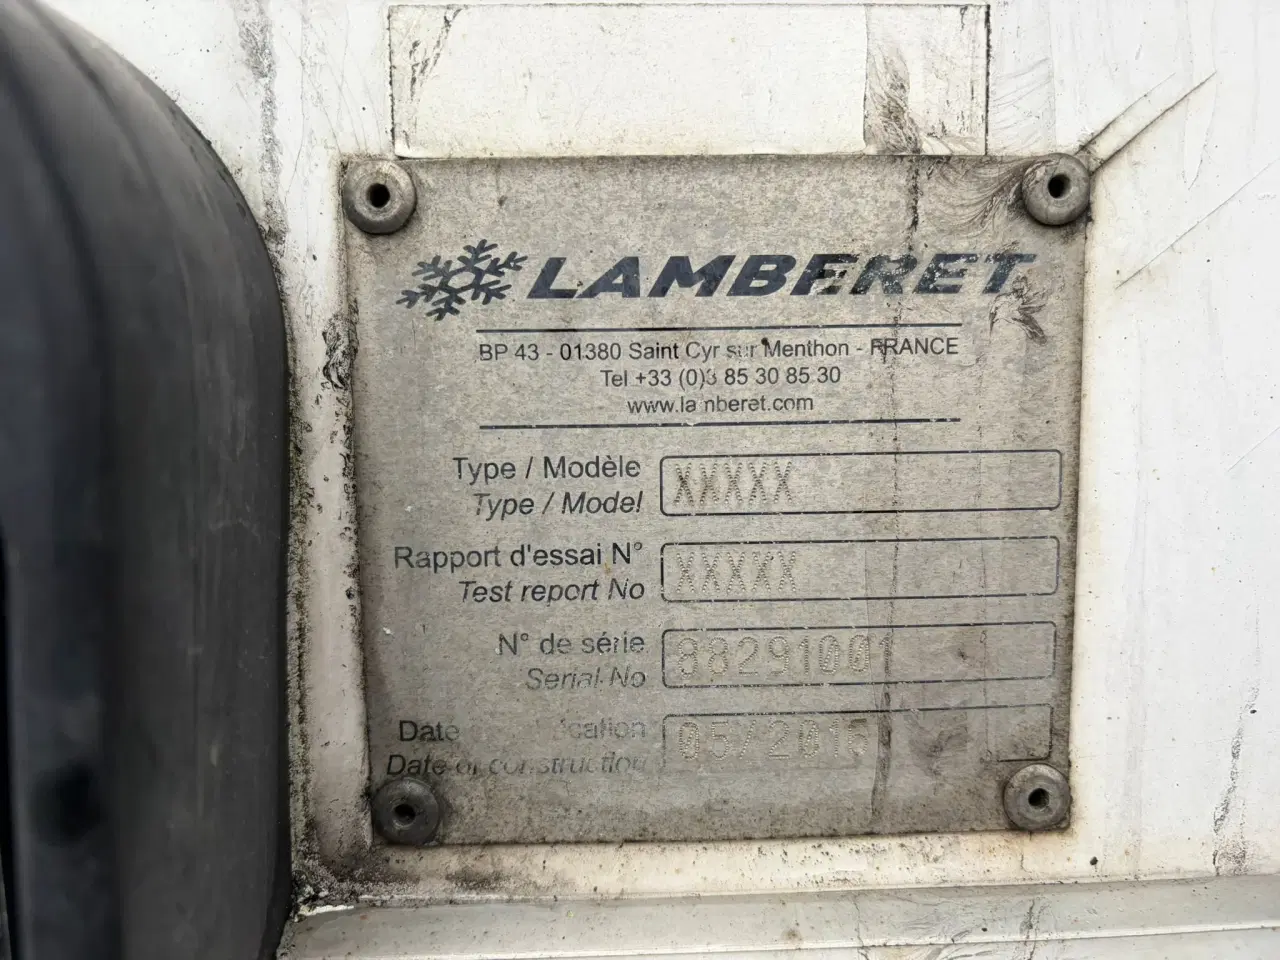 LAMBERET
BP 43 - 01380 Saint Cyr sur Menthon - FRANCE
Tel +33 (0)3 85 30 85 30
www.lamberet.com
Type / Modèle
Type / Model
XXXXX
Rapport d'essai N°
Test report No
XXXXX
N° de série
Serial No
88291001
Date
Date of construction
05/2016